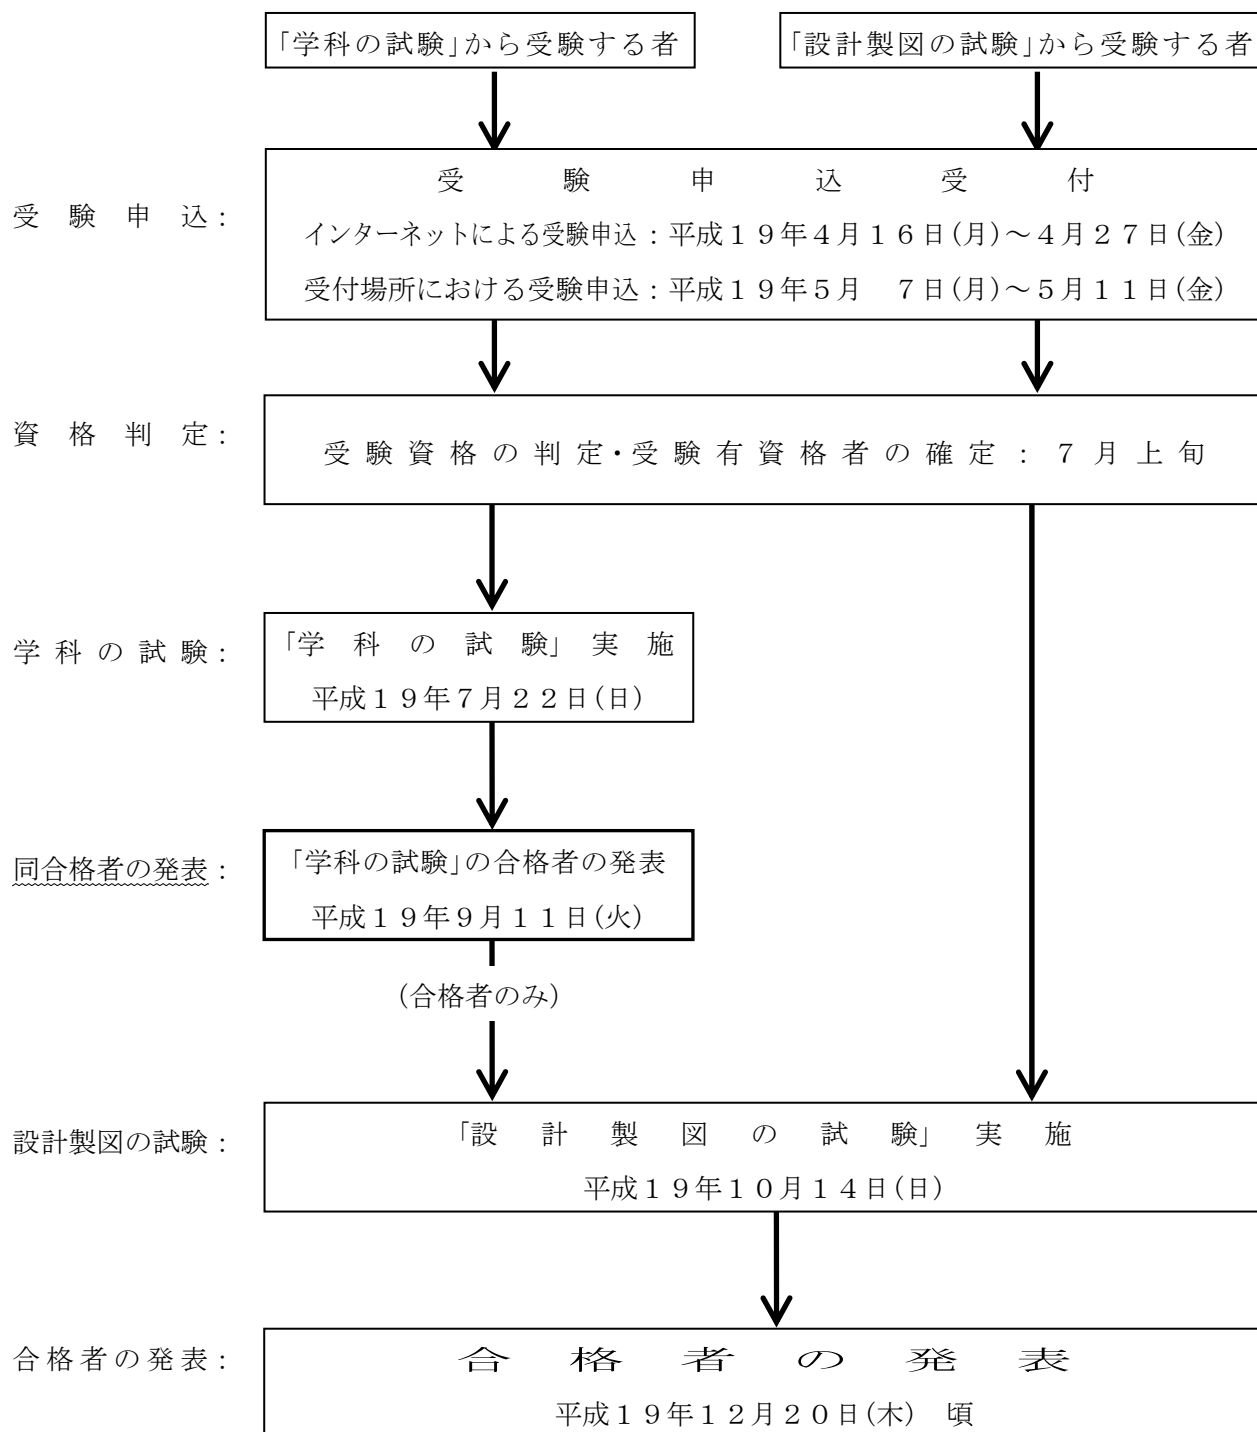 「学科の試験」から受験する者
「設計製図の試験」から受験する者
受験申込：
受験申込受付
インターネットによる受験申込：平成１９年４月１６日(月)～４月２７日(金)
受付場所における受験申込：平成１９年５月　７日(月)～５月１１日(金)
資格判定：
受験資格の判定・受験有資格者の確定：７月上旬
学科の試験：
「学科の試験」実施
平成１９年７月２２日(日)
同合格者の発表：
「学科の試験」の合格者の発表
平成１９年９月１１日(火)
(合格者のみ)
設計製図の試験：
「設計製図の試験」実施
平成１９年１０月１４日(日)
合格者の発表：
合格者の発表
平成１９年１２月２０日(木)　頃